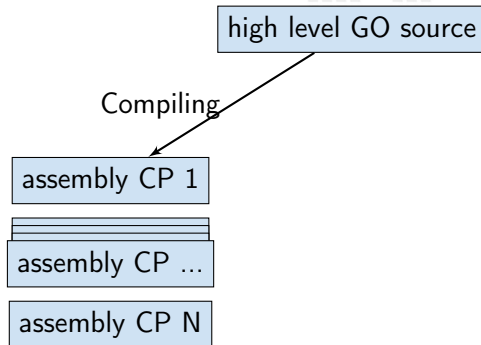 high level GO source
Compiling
assembly CP 1
assembly CP ...
assembly CP N